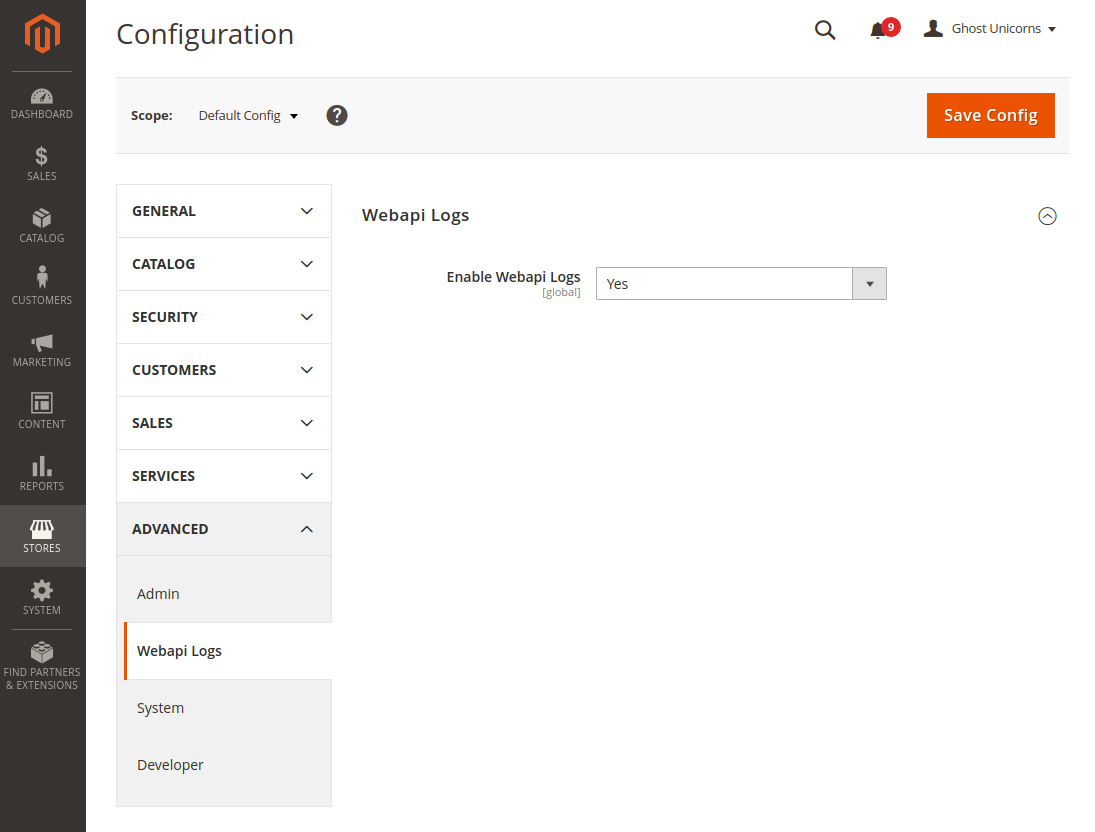 Configuration
9
Ghost Unicorns
Scope:
Default Config
?
Save Config
DASHBOARD
$
SALES
CATALOG
CUSTOMERS
MARKETING
CONTENT
REPORTS
STORES
SYSTEM
FIND PARTNERS
& EXTENSIONS
GENERAL
CATALOG
SECURITY
CUSTOMERS
SALES
SERVICES
ADVANCED
Admin
Webapi Logs
System
Developer
Webapi Logs
Enable Webapi Logs
[global]
Yes